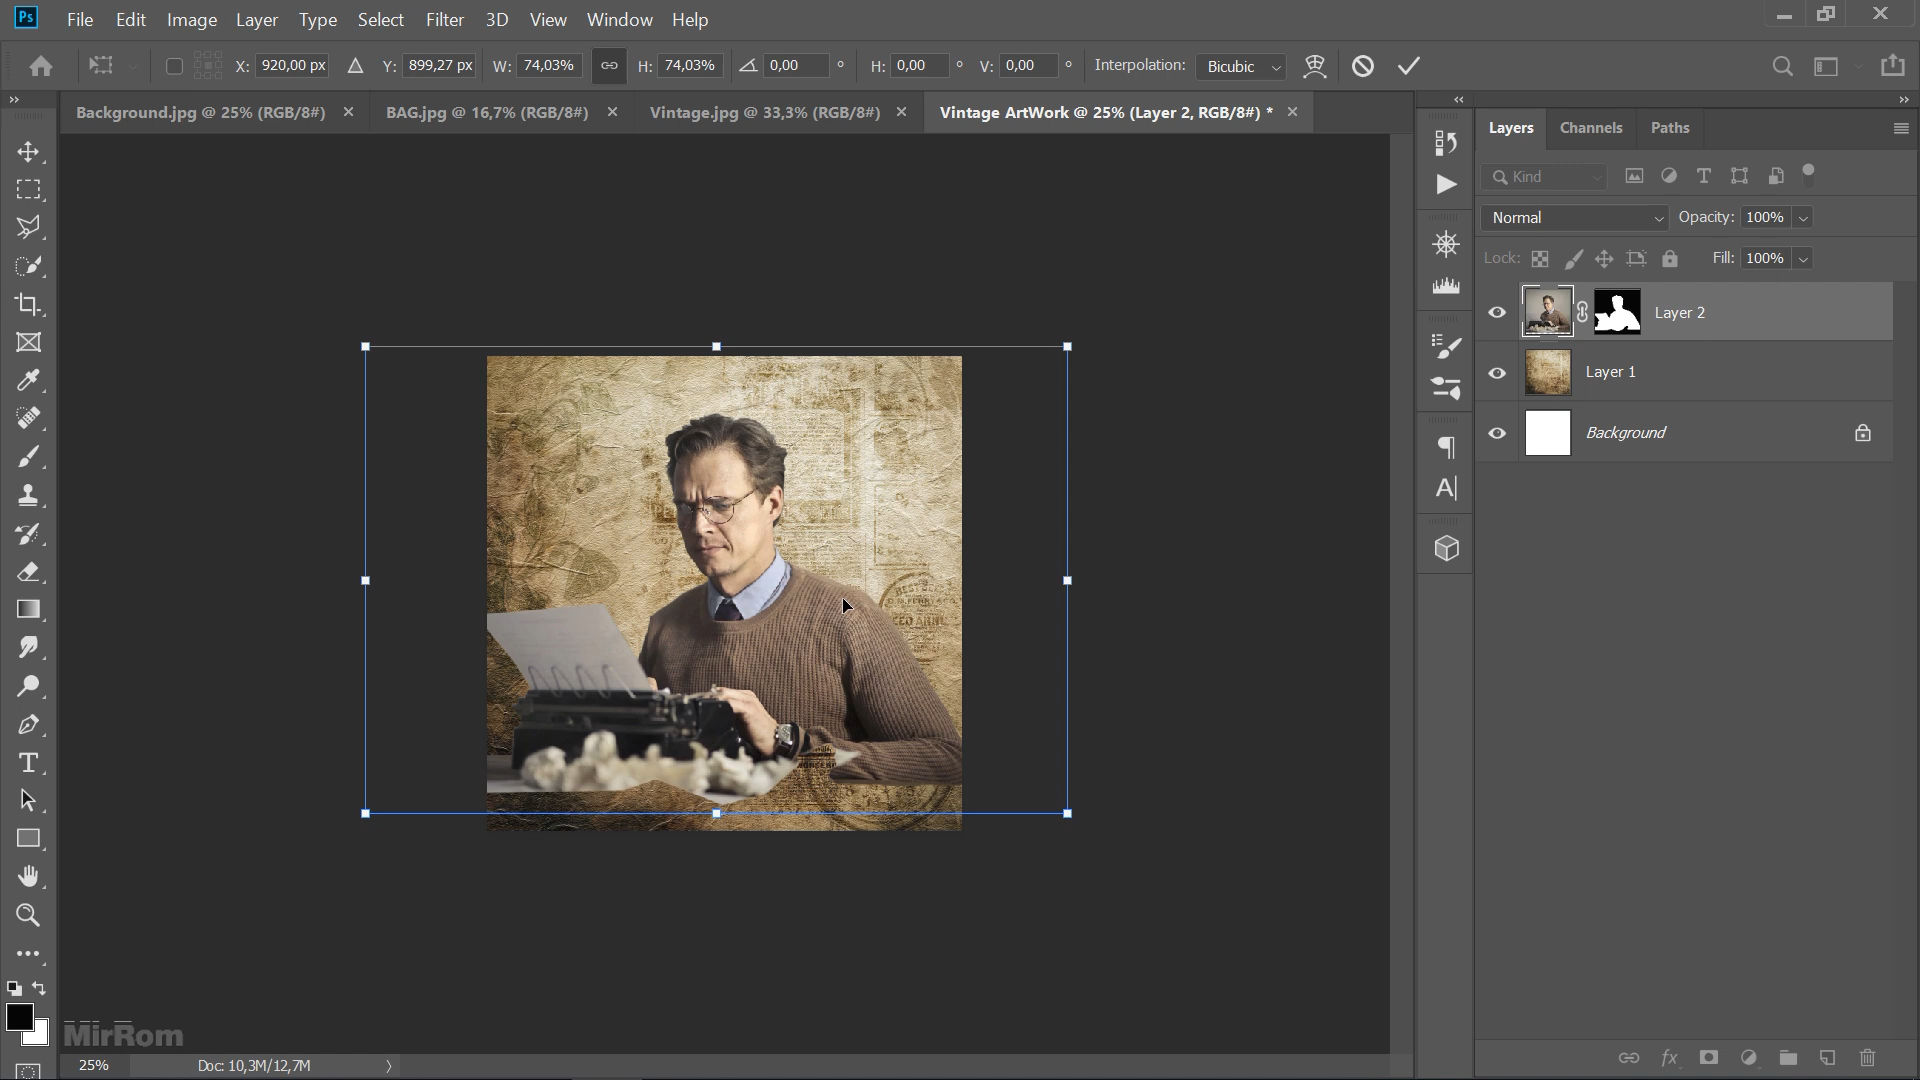 Ps File Edit Image Layer Type Select Filter 3D View Window Help
X: 920,00 px Y: 899,27 px W: 74,03% H: 74,03% 0,00 ° H: 0,00 ° V: 0,00 ° Interpolation: Bicubic
Background.jpg @ 25% (RGB/8#) BAG.jpg @ 16,7% (RGB/8#) Vintage.jpg @ 33,3% (RGB/8#) Vintage ArtWork @ 25% (Layer 2, RGB/8#) *
Layers Channels Paths
Kind
Normal Opacity: 100%
Lock: Fill: 100%
Layer 2
Layer 1
Background
MirRom
25% Doc: 10,3M/12,7M